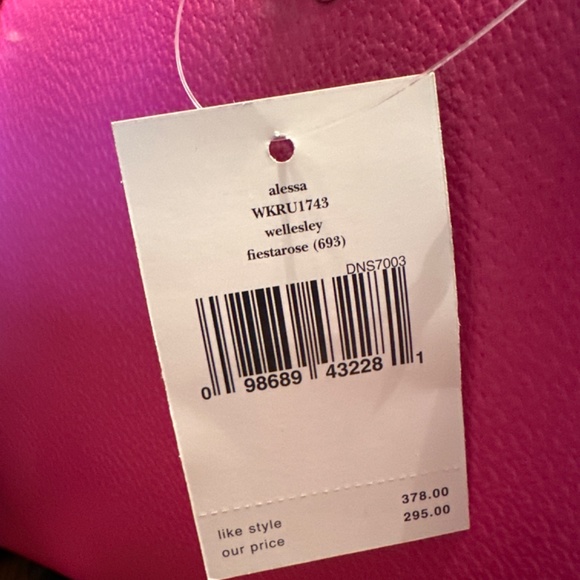 alessa
WKRU1743
wellesley
fiestarose (693)
DNS7003
0 98689 43228 1
like style 378.00
our price 295.00